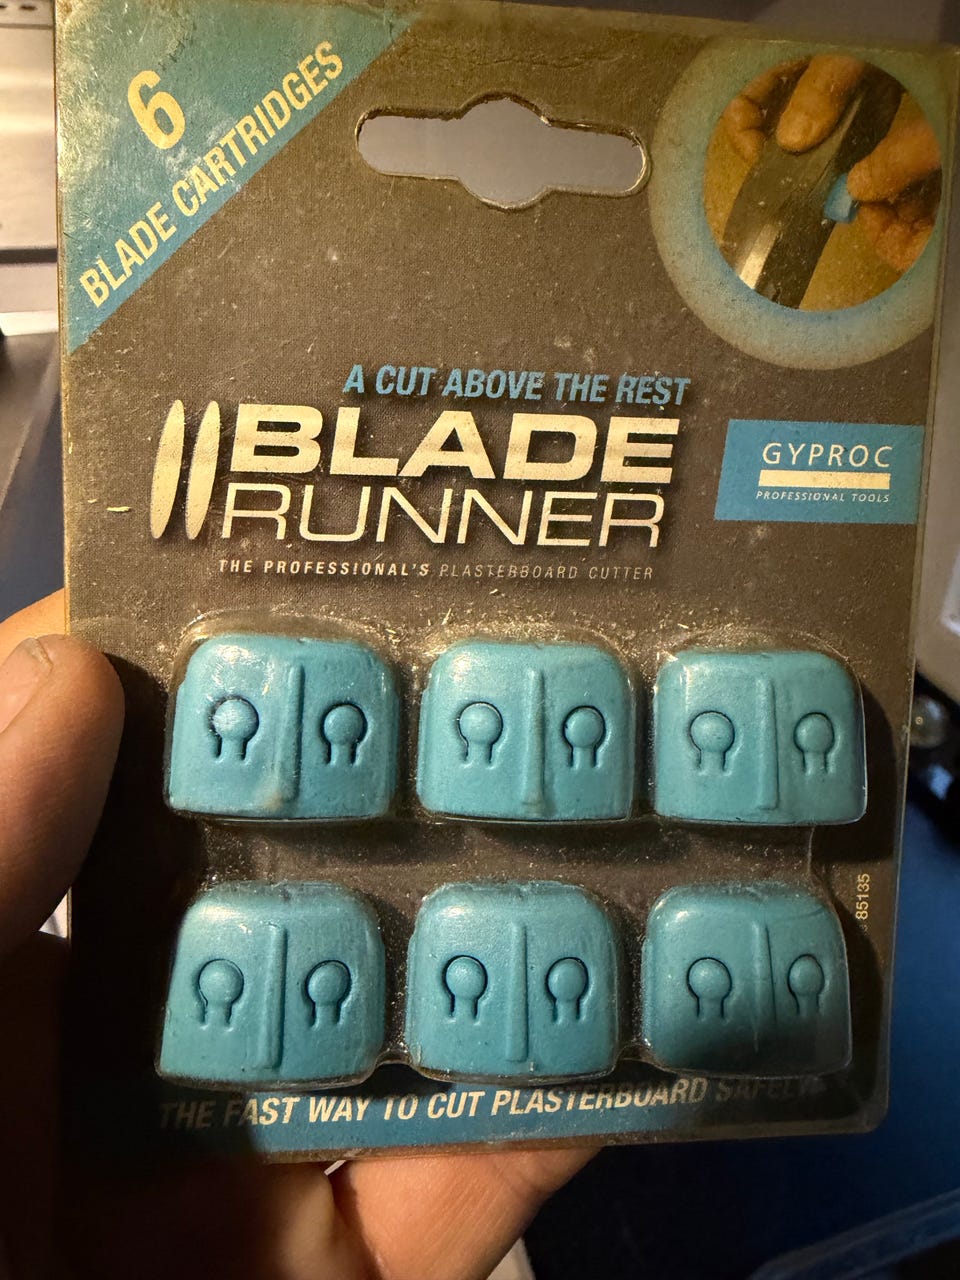 6
BLADE CARTRIDGES
A CUT ABOVE THE REST
BLADE
RUNNER
THE PROFESSIONAL'S PLASTERBOARD CUTTER
GYPROC
PROFESSIONAL TOOLS
85135
THE FAST WAY TO CUT PLASTERBOARD SAFELY